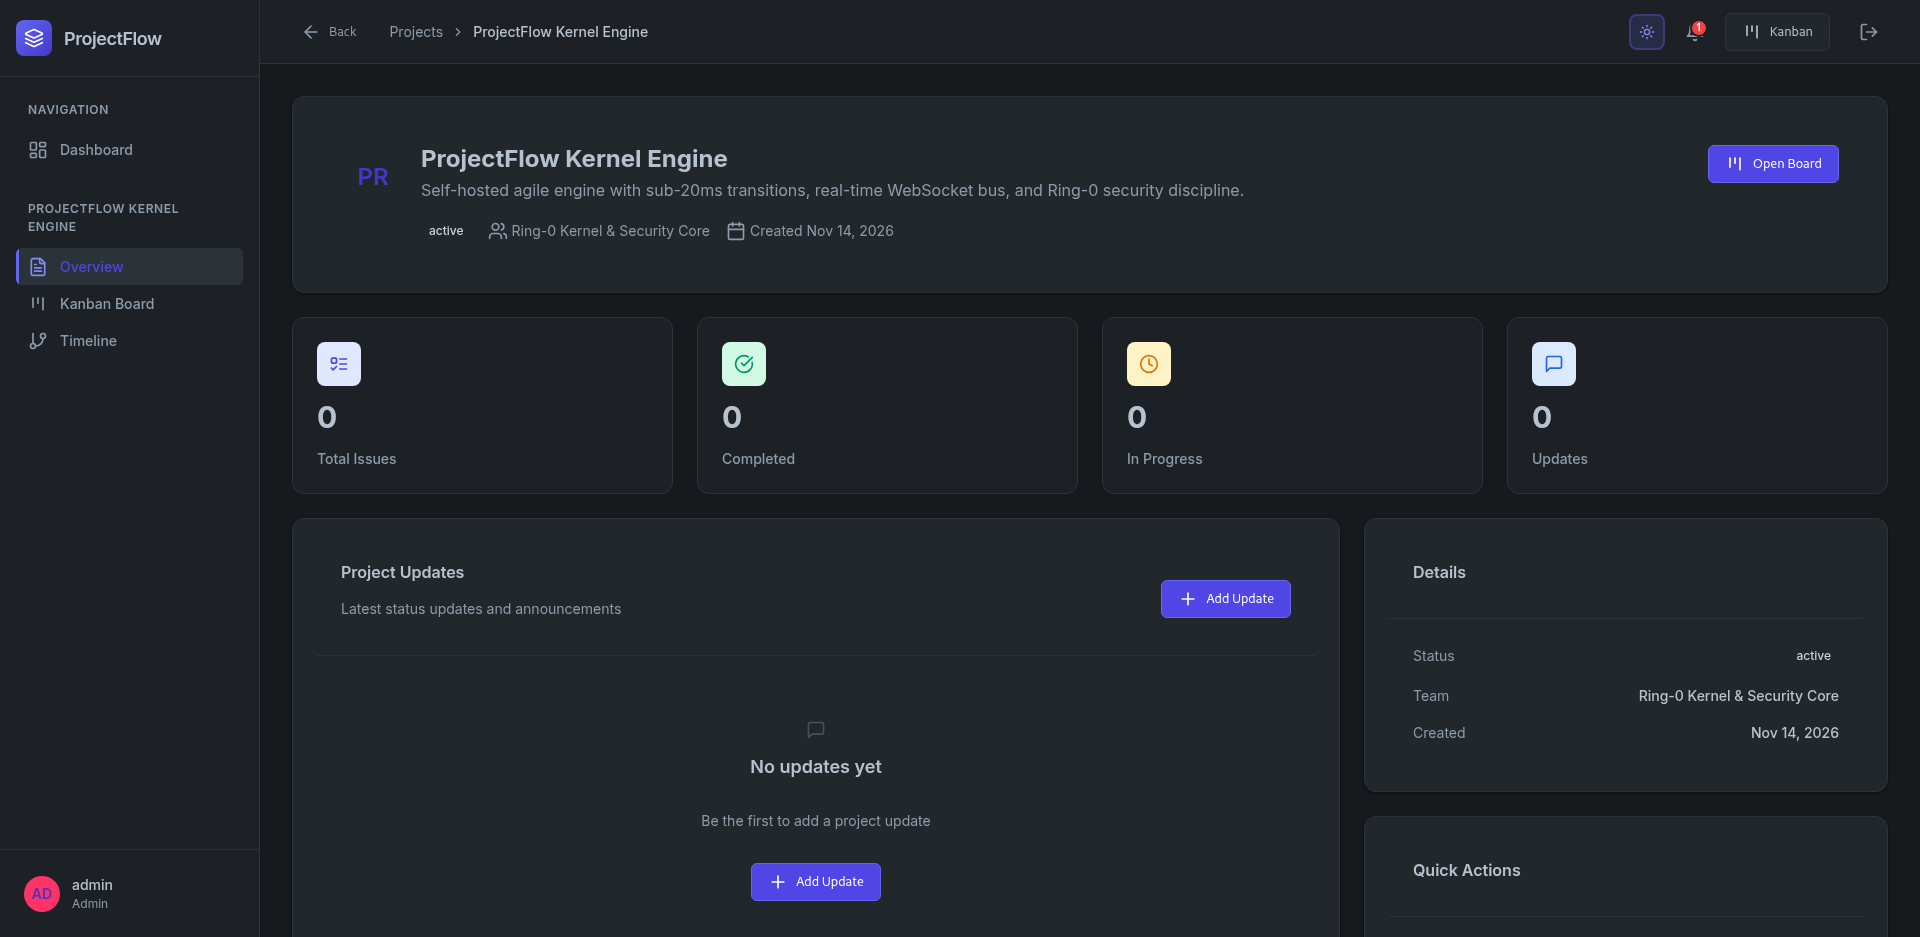 ProjectFlow
NAVIGATION
Dashboard
PROJECTFLOW KERNEL
ENGINE
Overview
Kanban Board
Timeline
AD
admin
Admin
Back
Projects
ProjectFlow Kernel Engine
1
Kanban
PR
ProjectFlow Kernel Engine
Self-hosted agile engine with sub-20ms transitions, real-time WebSocket bus, and Ring-0 security discipline.
active
Ring-0 Kernel & Security Core
Created Nov 14, 2026
Open Board
0
Total Issues
0
Completed
0
In Progress
0
Updates
Project Updates
Latest status updates and announcements
Add Update
No updates yet
Be the first to add a project update
Add Update
Details
Status
active
Team
Ring-0 Kernel & Security Core
Created
Nov 14, 2026
Quick Actions